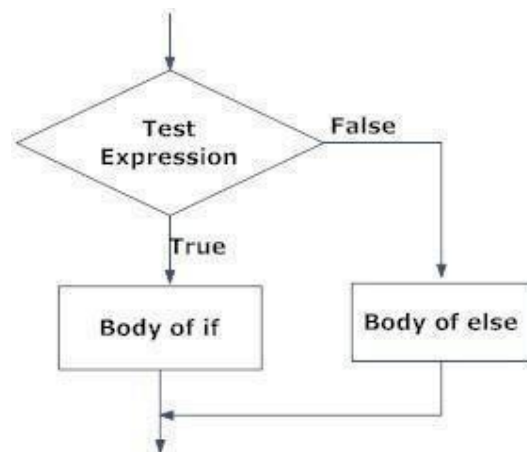 Test
Expression
False
True
Body of if
Body of else